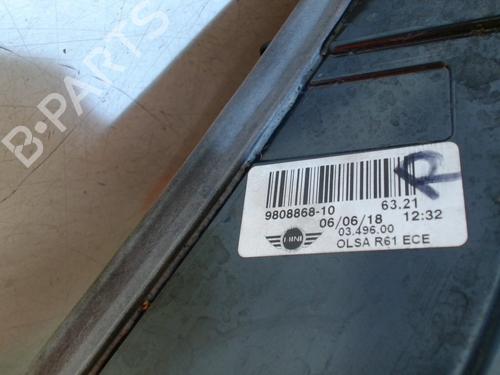 B-PARTS
R
9808868-10 63.21
06/06/18 12:32
03.496.00
MINI
OLSA R61 ECE